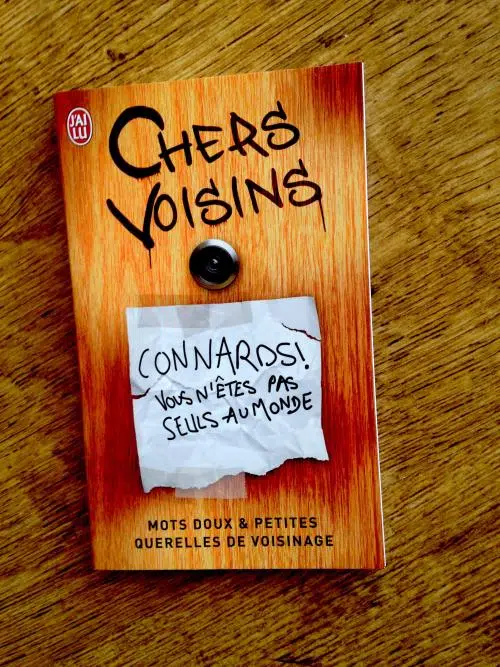 J'AI
LU
CHERS
VOISINS
CONNARDS!
VOUS N'ÊTES PAS
SEULS AU MONDE
MOTS DOUX & PETITES
QUERELLES DE VOISINAGE